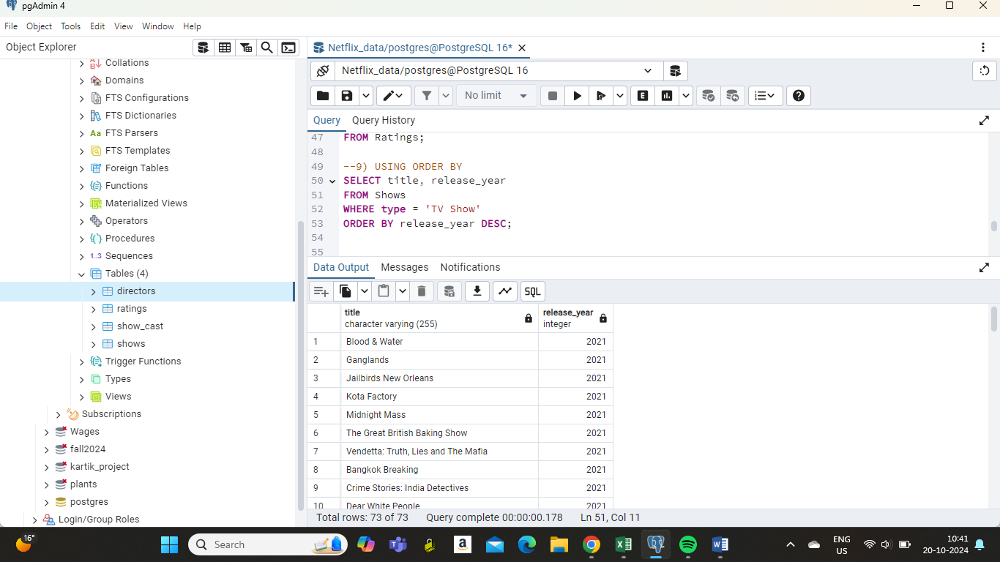 pgAdmin 4
File Object Tools Edit View Window Help
Object Explorer
Collations
Domains
FTS Configurations
FTS Dictionaries
Aa FTS Parsers
FTS Templates
Foreign Tables
Functions
Materialized Views
Operators
Procedures
1..3 Sequences
Tables (4)
directors
ratings
show_cast
shows
Trigger Functions
Types
Views
Subscriptions
Wages
fall2024
kartik_project
plants
postgres
Login/Group Roles
Netflix_data/postgres@PostgreSQL 16*
Netflix_data/postgres@PostgreSQL 16
No limit
E
Query Query History
47 FROM Ratings;
48
49 --9) USING ORDER BY
50 SELECT title, release_year
51 FROM Shows
52 WHERE type = 'TV Show'
53 ORDER BY release_year DESC;
54
55
Data Output Messages Notifications
SQL
title release_year
character varying (255) integer
1 Blood & Water 2021
2 Ganglands 2021
3 Jailbirds New Orleans 2021
4 Kota Factory 2021
5 Midnight Mass 2021
6 The Great British Baking Show 2021
7 Vendetta: Truth, Lies and The Mafia 2021
8 Bangkok Breaking 2021
9 Crime Stories: India Detectives 2021
10 Dear White People 2021
Total rows: 73 of 73 Query complete 00:00:00.178 Ln 51, Col 11
16°
Search
ENG
US
10:41
20-10-2024